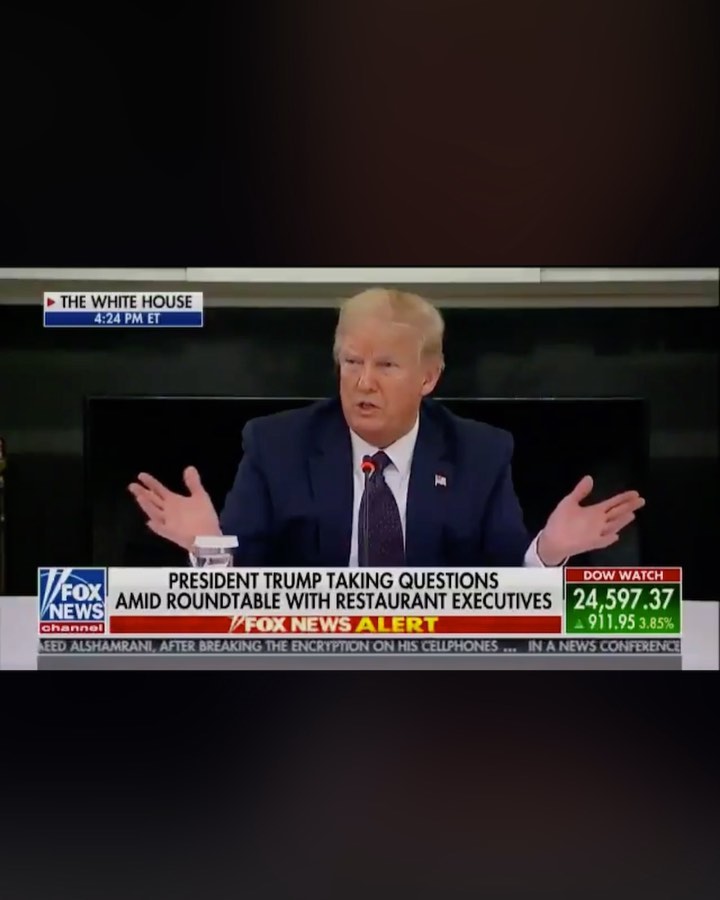 THE WHITE HOUSE
4:24 PM ET
FOX
NEWS
channel
PRESIDENT TRUMP TAKING QUESTIONS
AMID ROUNDTABLE WITH RESTAURANT EXECUTIVES
FOX NEWS ALERT
DOW WATCH
24,597.37
911.95 3.85%
AEED ALSHAMRANI, AFTER BREAKING THE ENCRYPTION ON HIS CELLPHONES ... IN A NEWS CONFERENCE